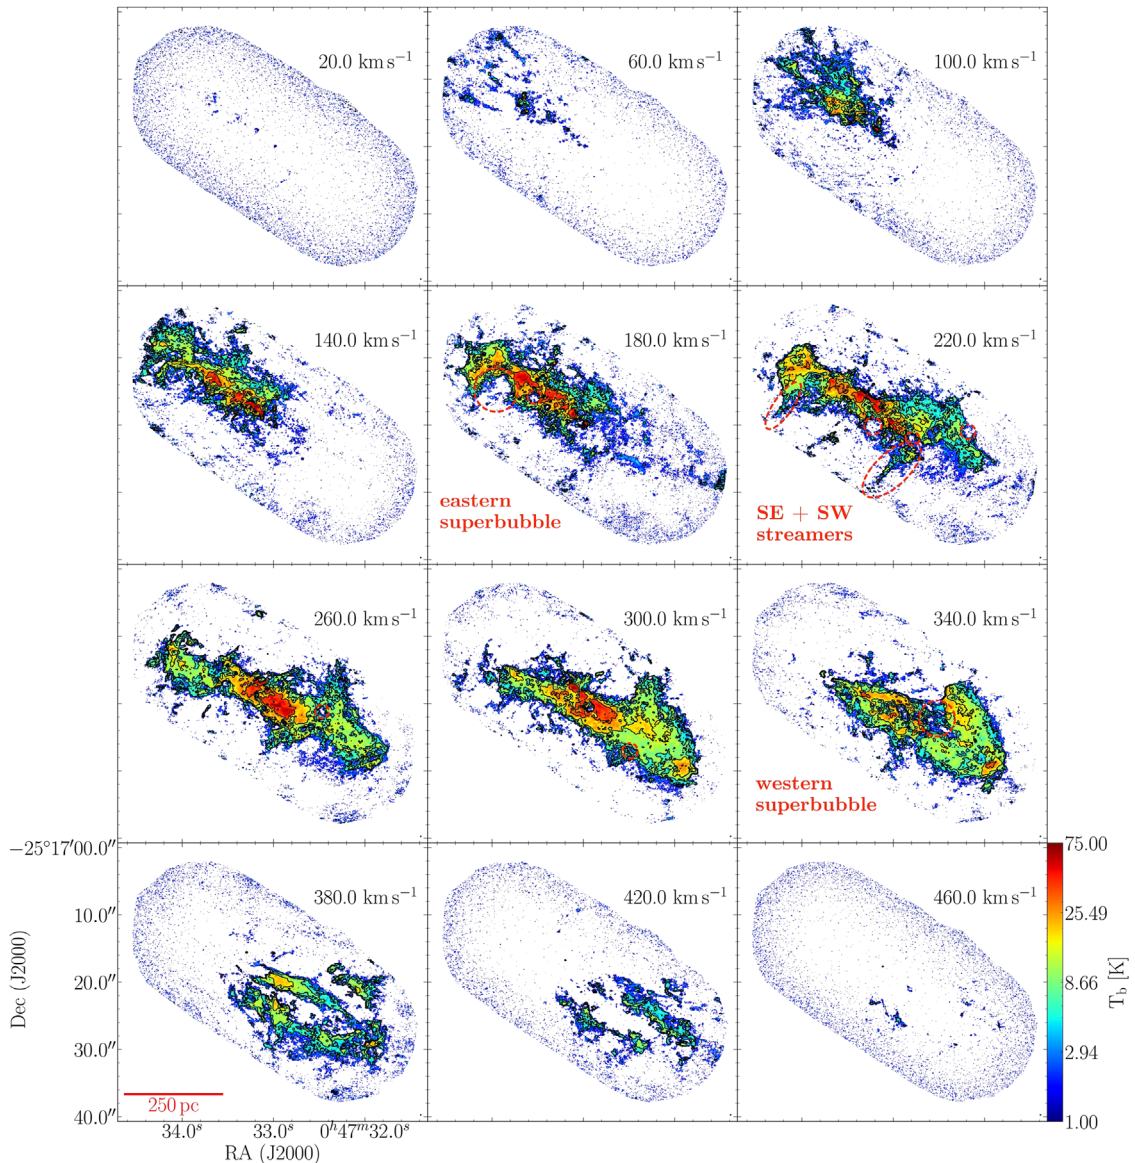 20.0 km s⁻¹
60.0 km s⁻¹
100.0 km s⁻¹
140.0 km s⁻¹
180.0 km s⁻¹
220.0 km s⁻¹
eastern
superbubble
SE + SW
streamers
260.0 km s⁻¹
300.0 km s⁻¹
340.0 km s⁻¹
western
superbubble
−25°17′00.0″
10.0″
20.0″
30.0″
40.0″
Dec (J2000)
380.0 km s⁻¹
420.0 km s⁻¹
460.0 km s⁻¹
250 pc
34.0ˢ
33.0ˢ
0ʰ47ᵐ32.0ˢ
RA (J2000)
75.00
25.49
8.66
2.94
1.00
T_b [K]